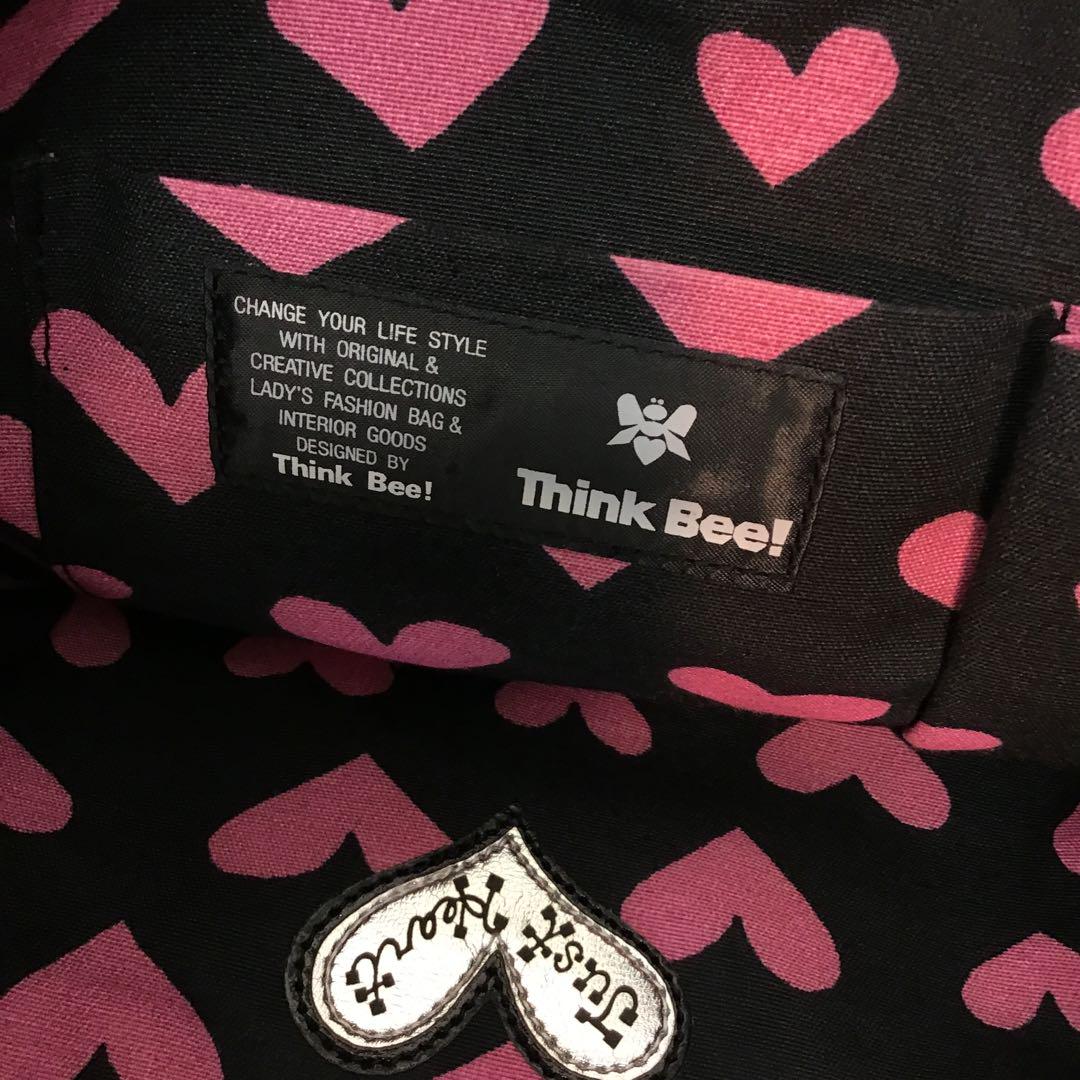 CHANGE YOUR LIFE STYLE
WITH ORIGINAL &
CREATIVE COLLECTIONS
LADY'S FASHION BAG &
INTERIOR GOODS
DESIGNED BY
Think Bee!
Think Bee!
Just
Heart